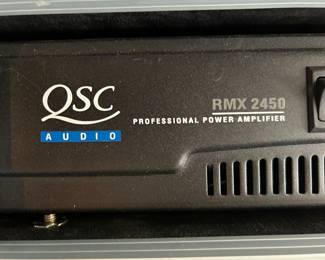 QSC
AUDIO
RMX 2450
PROFESSIONAL POWER AMPLIFIER